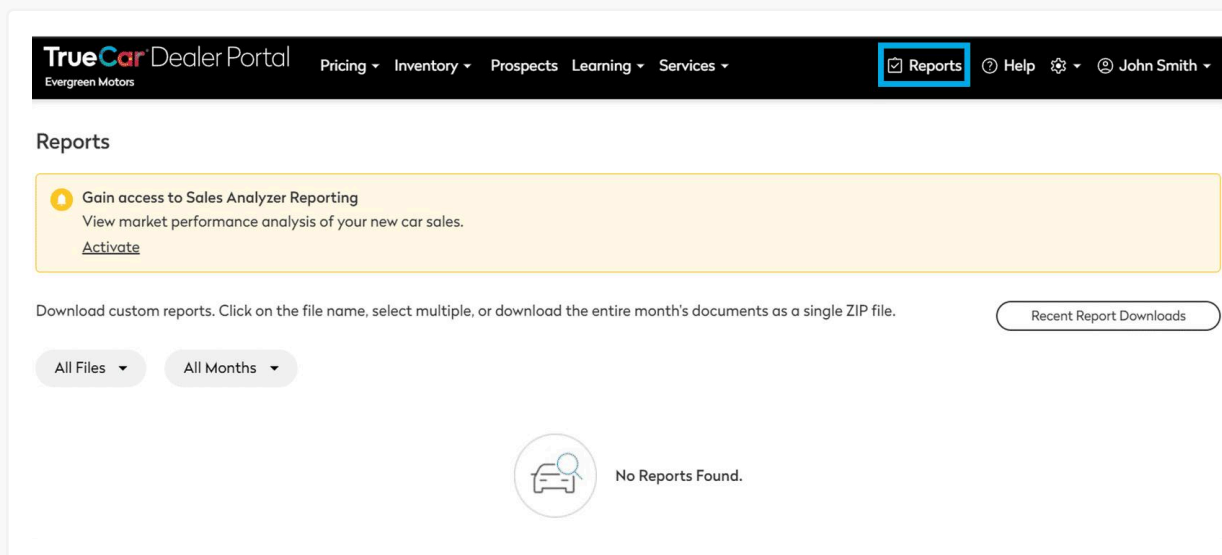 TrueCar Dealer Portal
Evergreen Motors
Pricing Inventory Prospects Learning Services Reports Help John Smith
Reports
Gain access to Sales Analyzer Reporting
View market performance analysis of your new car sales.
Activate
Download custom reports. Click on the file name, select multiple, or download the entire month's documents as a single ZIP file.
Recent Report Downloads
All Files All Months
No Reports Found.